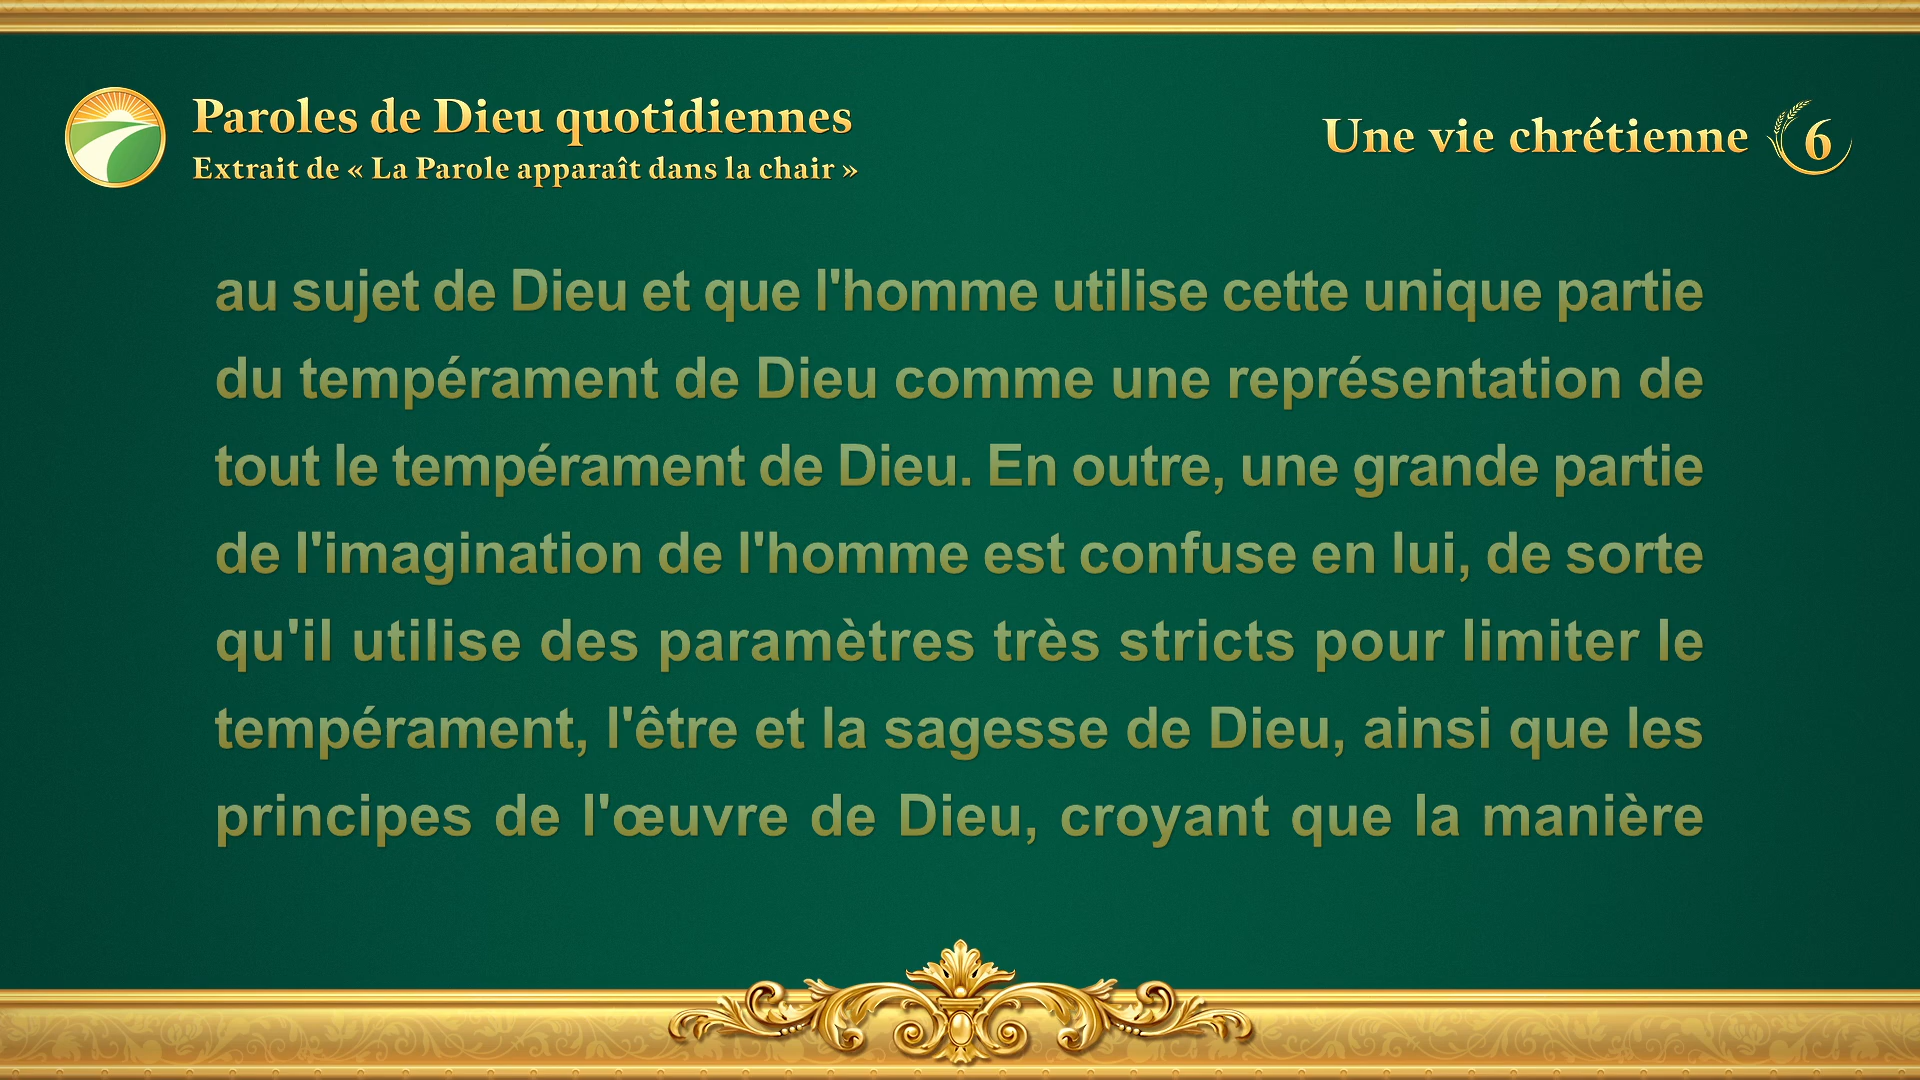 Paroles de Dieu quotidiennes
Extrait de « La Parole apparaît dans la chair »
Une vie chrétienne 6
au sujet de Dieu et que l'homme utilise cette unique partie
du tempérament de Dieu comme une représentation de
tout le tempérament de Dieu. En outre, une grande partie
de l'imagination de l'homme est confuse en lui, de sorte
qu'il utilise des paramètres très stricts pour limiter le
tempérament, l'être et la sagesse de Dieu, ainsi que les
principes de l'œuvre de Dieu, croyant que la manière